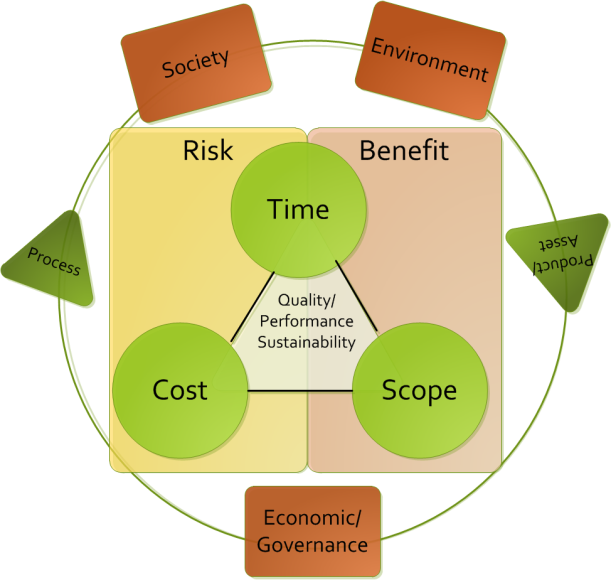 Society
Environment
Risk
Benefit
Time
Process
Product/
Asset
Quality/
Performance
Sustainability
Cost
Scope
Economic/
Governance